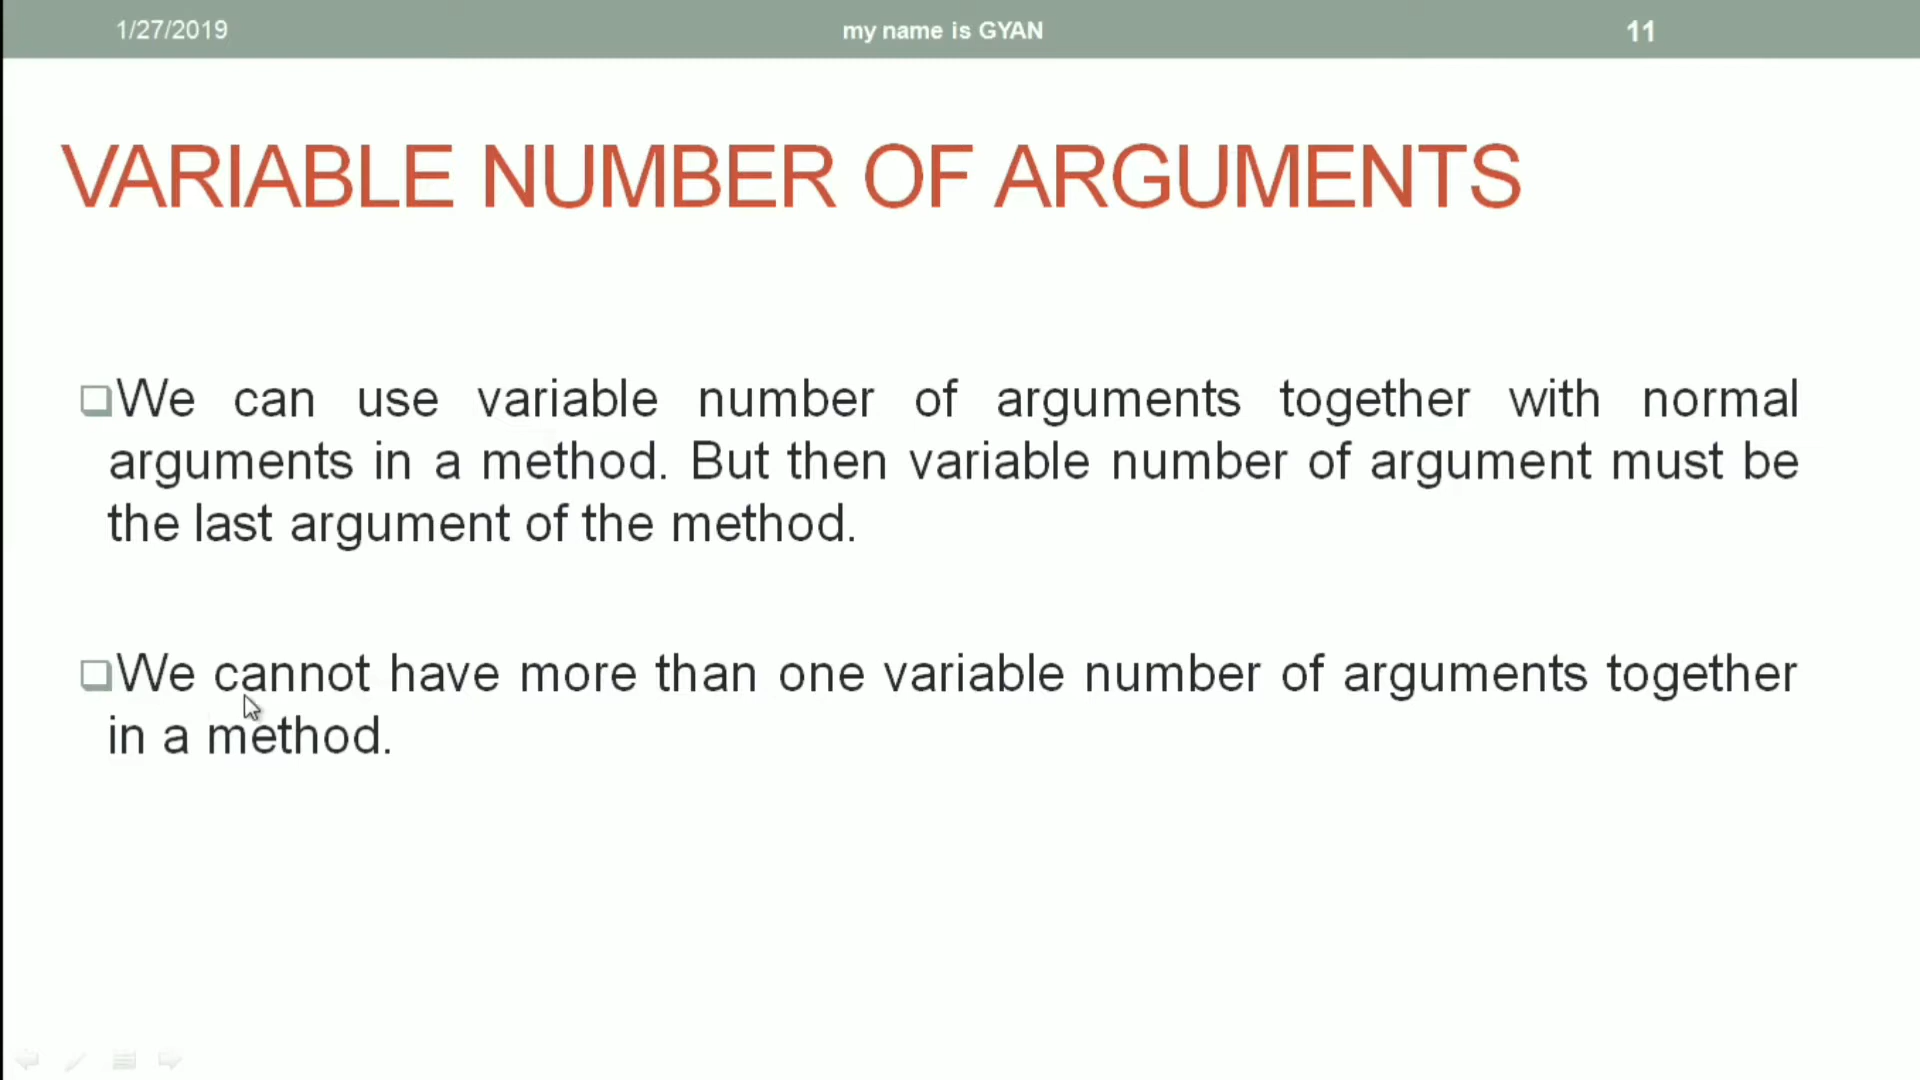 1/27/2019 my name is GYAN 11
VARIABLE NUMBER OF ARGUMENTS
We can use variable number of arguments together with normal
arguments in a method. But then variable number of argument must be
the last argument of the method.
We cannot have more than one variable number of arguments together
in a method.